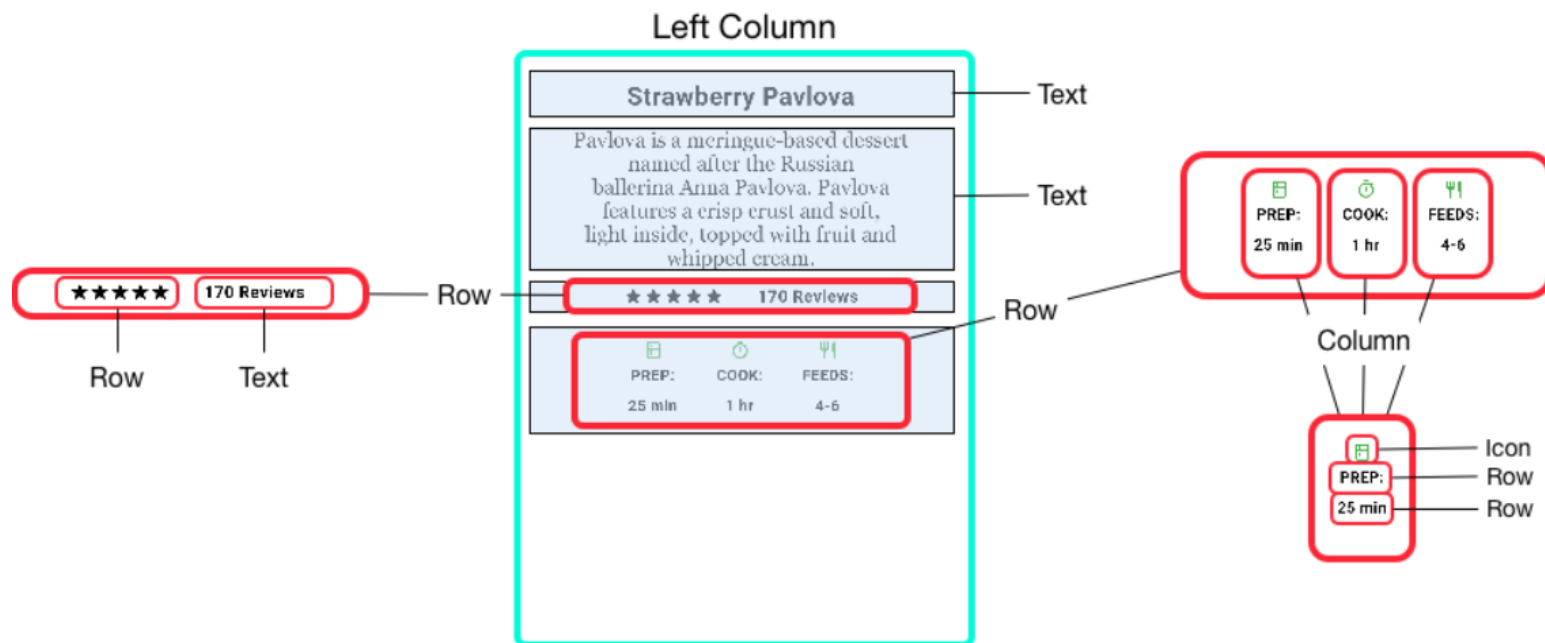 Left Column
Strawberry Pavlova
Text
Pavlova is a meringue-based dessert
named after the Russian
ballerina Anna Pavlova. Pavlova
features a crisp crust and soft,
light inside, topped with fruit and
whipped cream.
Text
★★★★★ 170 Reviews
Row
Text
Row
★★★★★ 170 Reviews
PREP: COOK: FEEDS:
25 min 1 hr 4-6
Row
PREP: COOK: FEEDS:
25 min 1 hr 4-6
Column
PREP:
25 min
Icon
Row
Row